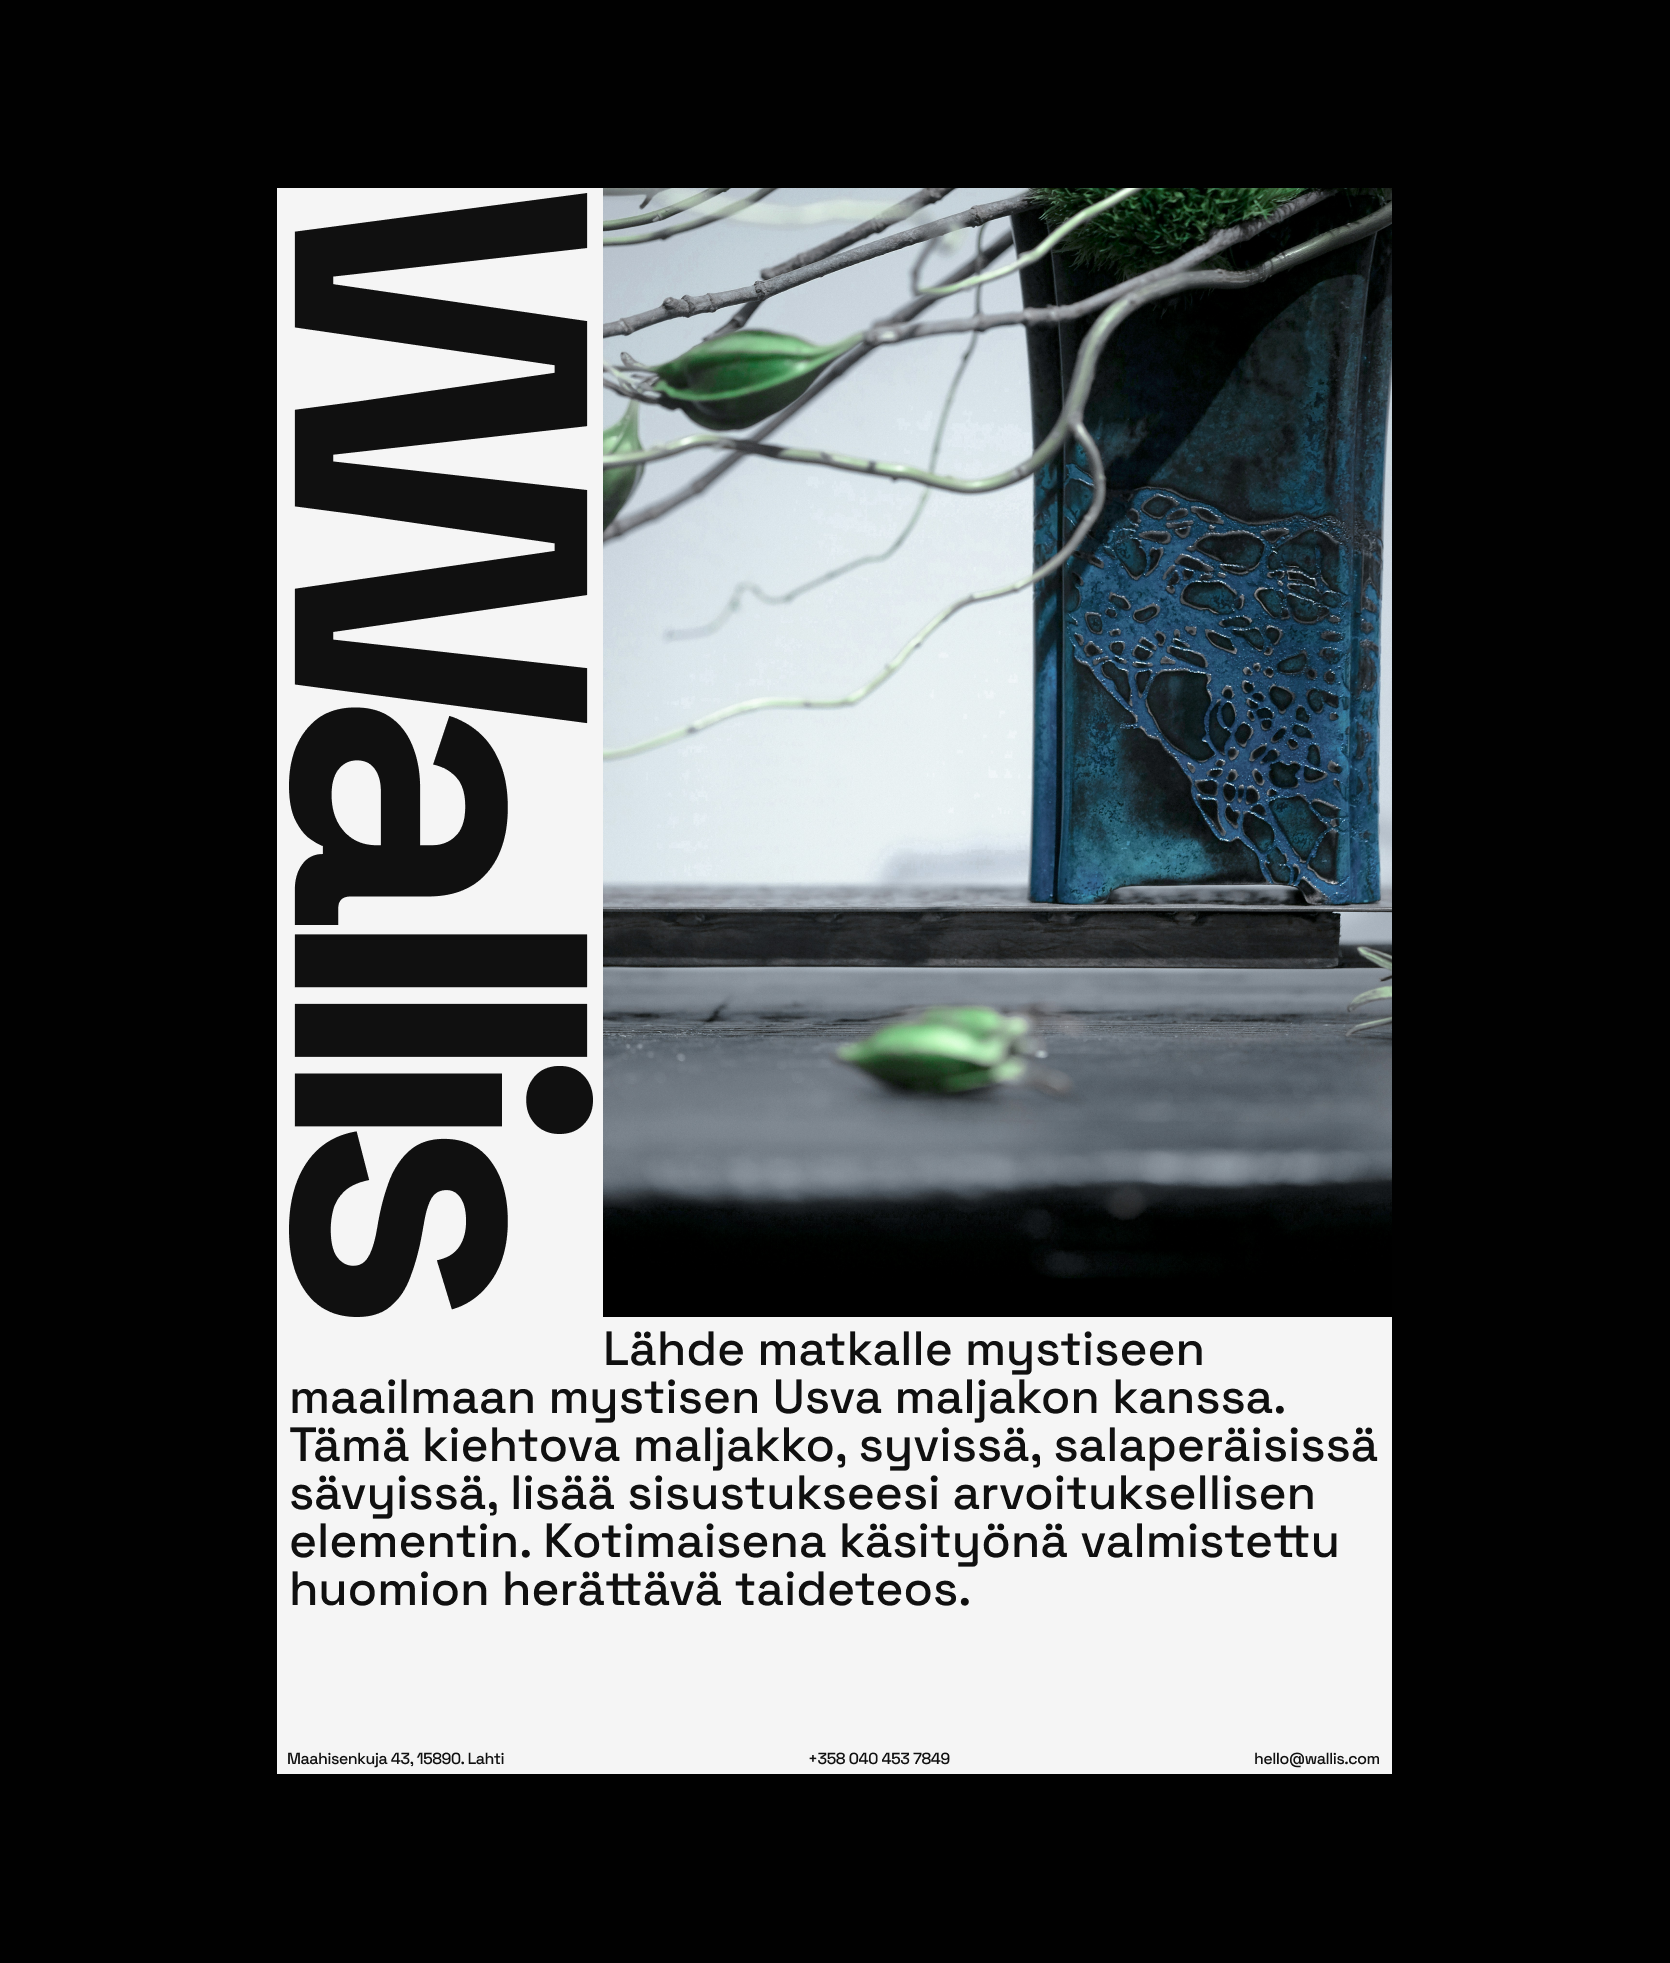 Wallis
Lähde matkalle mystiseen
maailmaan mystisen Usva maljakon kanssa.
Tämä kiehtova maljakko, syvissä, salaperäisissä
sävyissä, lisää sisustukseesi arvoituksellisen
elementin. Kotimaisena käsityönä valmistettu
huomion herättävä taideteos.
Maahisenkuja 43, 15890. Lahti
+358 040 453 7849
hello@wallis.com